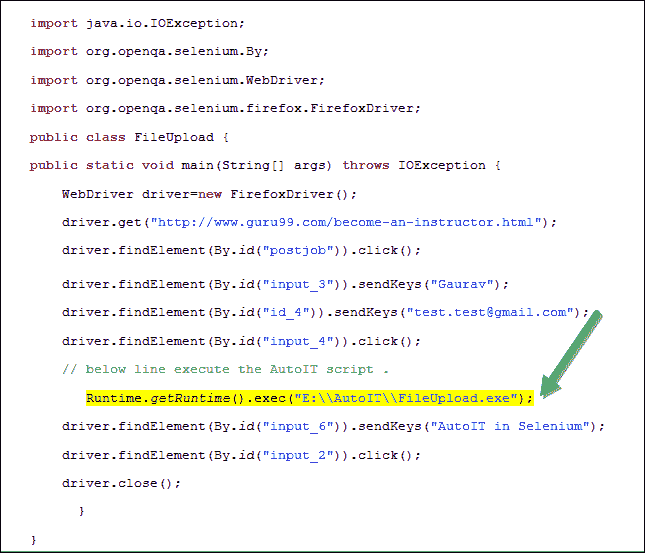 import java.io.IOException;
import org.openqa.selenium.By;
import org.openqa.selenium.WebDriver;
import org.openqa.selenium.firefox.FirefoxDriver;
public class FileUpload {
public static void main(String[] args) throws IOException {
WebDriver driver=new FirefoxDriver();
driver.get("http://www.guru99.com/become-an-instructor.html");
driver.findElement(By.id("postjob")).click();
driver.findElement(By.id("input_3")).sendKeys("Gaurav");
driver.findElement(By.id("id_4")).sendKeys("test.test@gmail.com");
driver.findElement(By.id("input_4")).click();
// below line execute the AutoIT script .
Runtime.getRuntime().exec("E:\\AutoIT\\FileUpload.exe");
driver.findElement(By.id("input_6")).sendKeys("AutoIT in Selenium");
driver.findElement(By.id("input_2")).click();
driver.close();
}
}